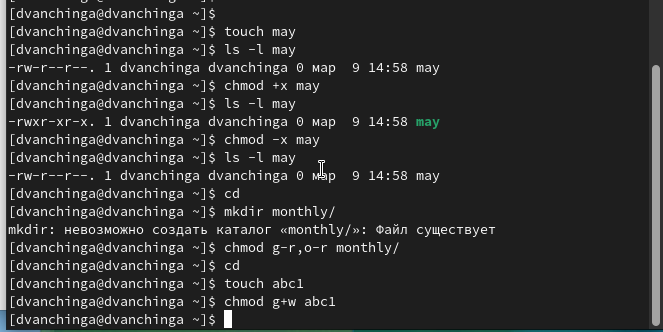 [dvanchinga@dvanchinga ~]$
[dvanchinga@dvanchinga ~]$ touch may
[dvanchinga@dvanchinga ~]$ ls -l may
-rw-r--r--. 1 dvanchinga dvanchinga 0 мар  9 14:58 may
[dvanchinga@dvanchinga ~]$ chmod +x may
[dvanchinga@dvanchinga ~]$ ls -l may
-rwxr-xr-x. 1 dvanchinga dvanchinga 0 мар  9 14:58 may
[dvanchinga@dvanchinga ~]$ chmod -x may
[dvanchinga@dvanchinga ~]$ ls -l may
-rw-r--r--. 1 dvanchinga dvanchinga 0 мар  9 14:58 may
[dvanchinga@dvanchinga ~]$ cd
[dvanchinga@dvanchinga ~]$ mkdir monthly/
mkdir: невозможно создать каталог «monthly/»: Файл существует
[dvanchinga@dvanchinga ~]$ chmod g-r,o-r monthly/
[dvanchinga@dvanchinga ~]$ cd
[dvanchinga@dvanchinga ~]$ touch abc1
[dvanchinga@dvanchinga ~]$ chmod g+w abc1
[dvanchinga@dvanchinga ~]$